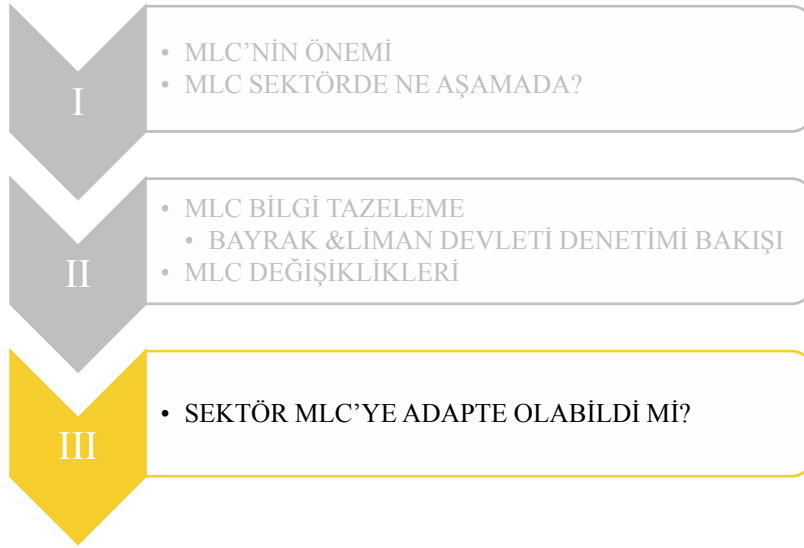 I
• MLC’NİN ÖNEMİ
• MLC SEKTÖRDE NE AŞAMADA?
II
• MLC BİLGİ TAZELEME
• BAYRAK &LİMAN DEVLETİ DENETİMİ BAKIŞI
• MLC DEĞİŞİKLİKLERİ
III
• SEKTÖR MLC’YE ADAPTE OLABİLDİ Mİ?